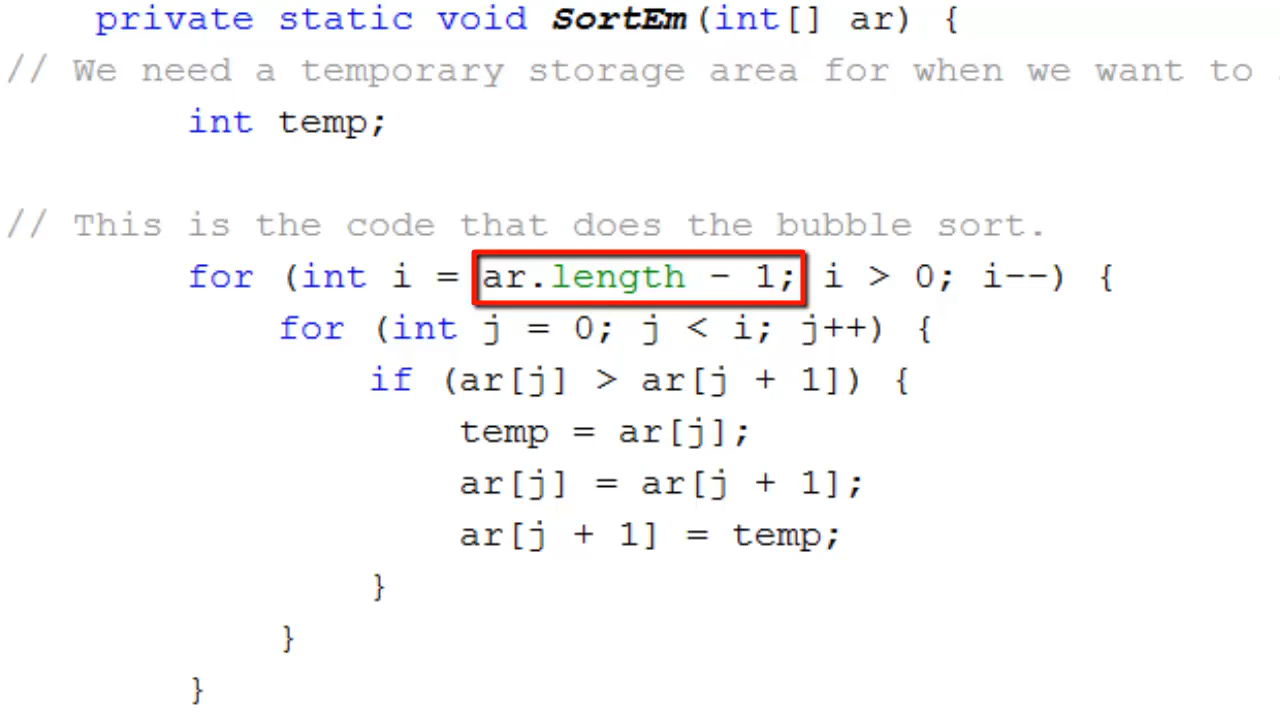 private static void SortEm(int[] ar) {
// We need a temporary storage area for when we want to
int temp;
// This is the code that does the bubble sort.
for (int i = ar.length - 1; i > 0; i--) {
for (int j = 0; j < i; j++) {
if (ar[j] > ar[j + 1]) {
temp = ar[j];
ar[j] = ar[j + 1];
ar[j + 1] = temp;
}
}
}